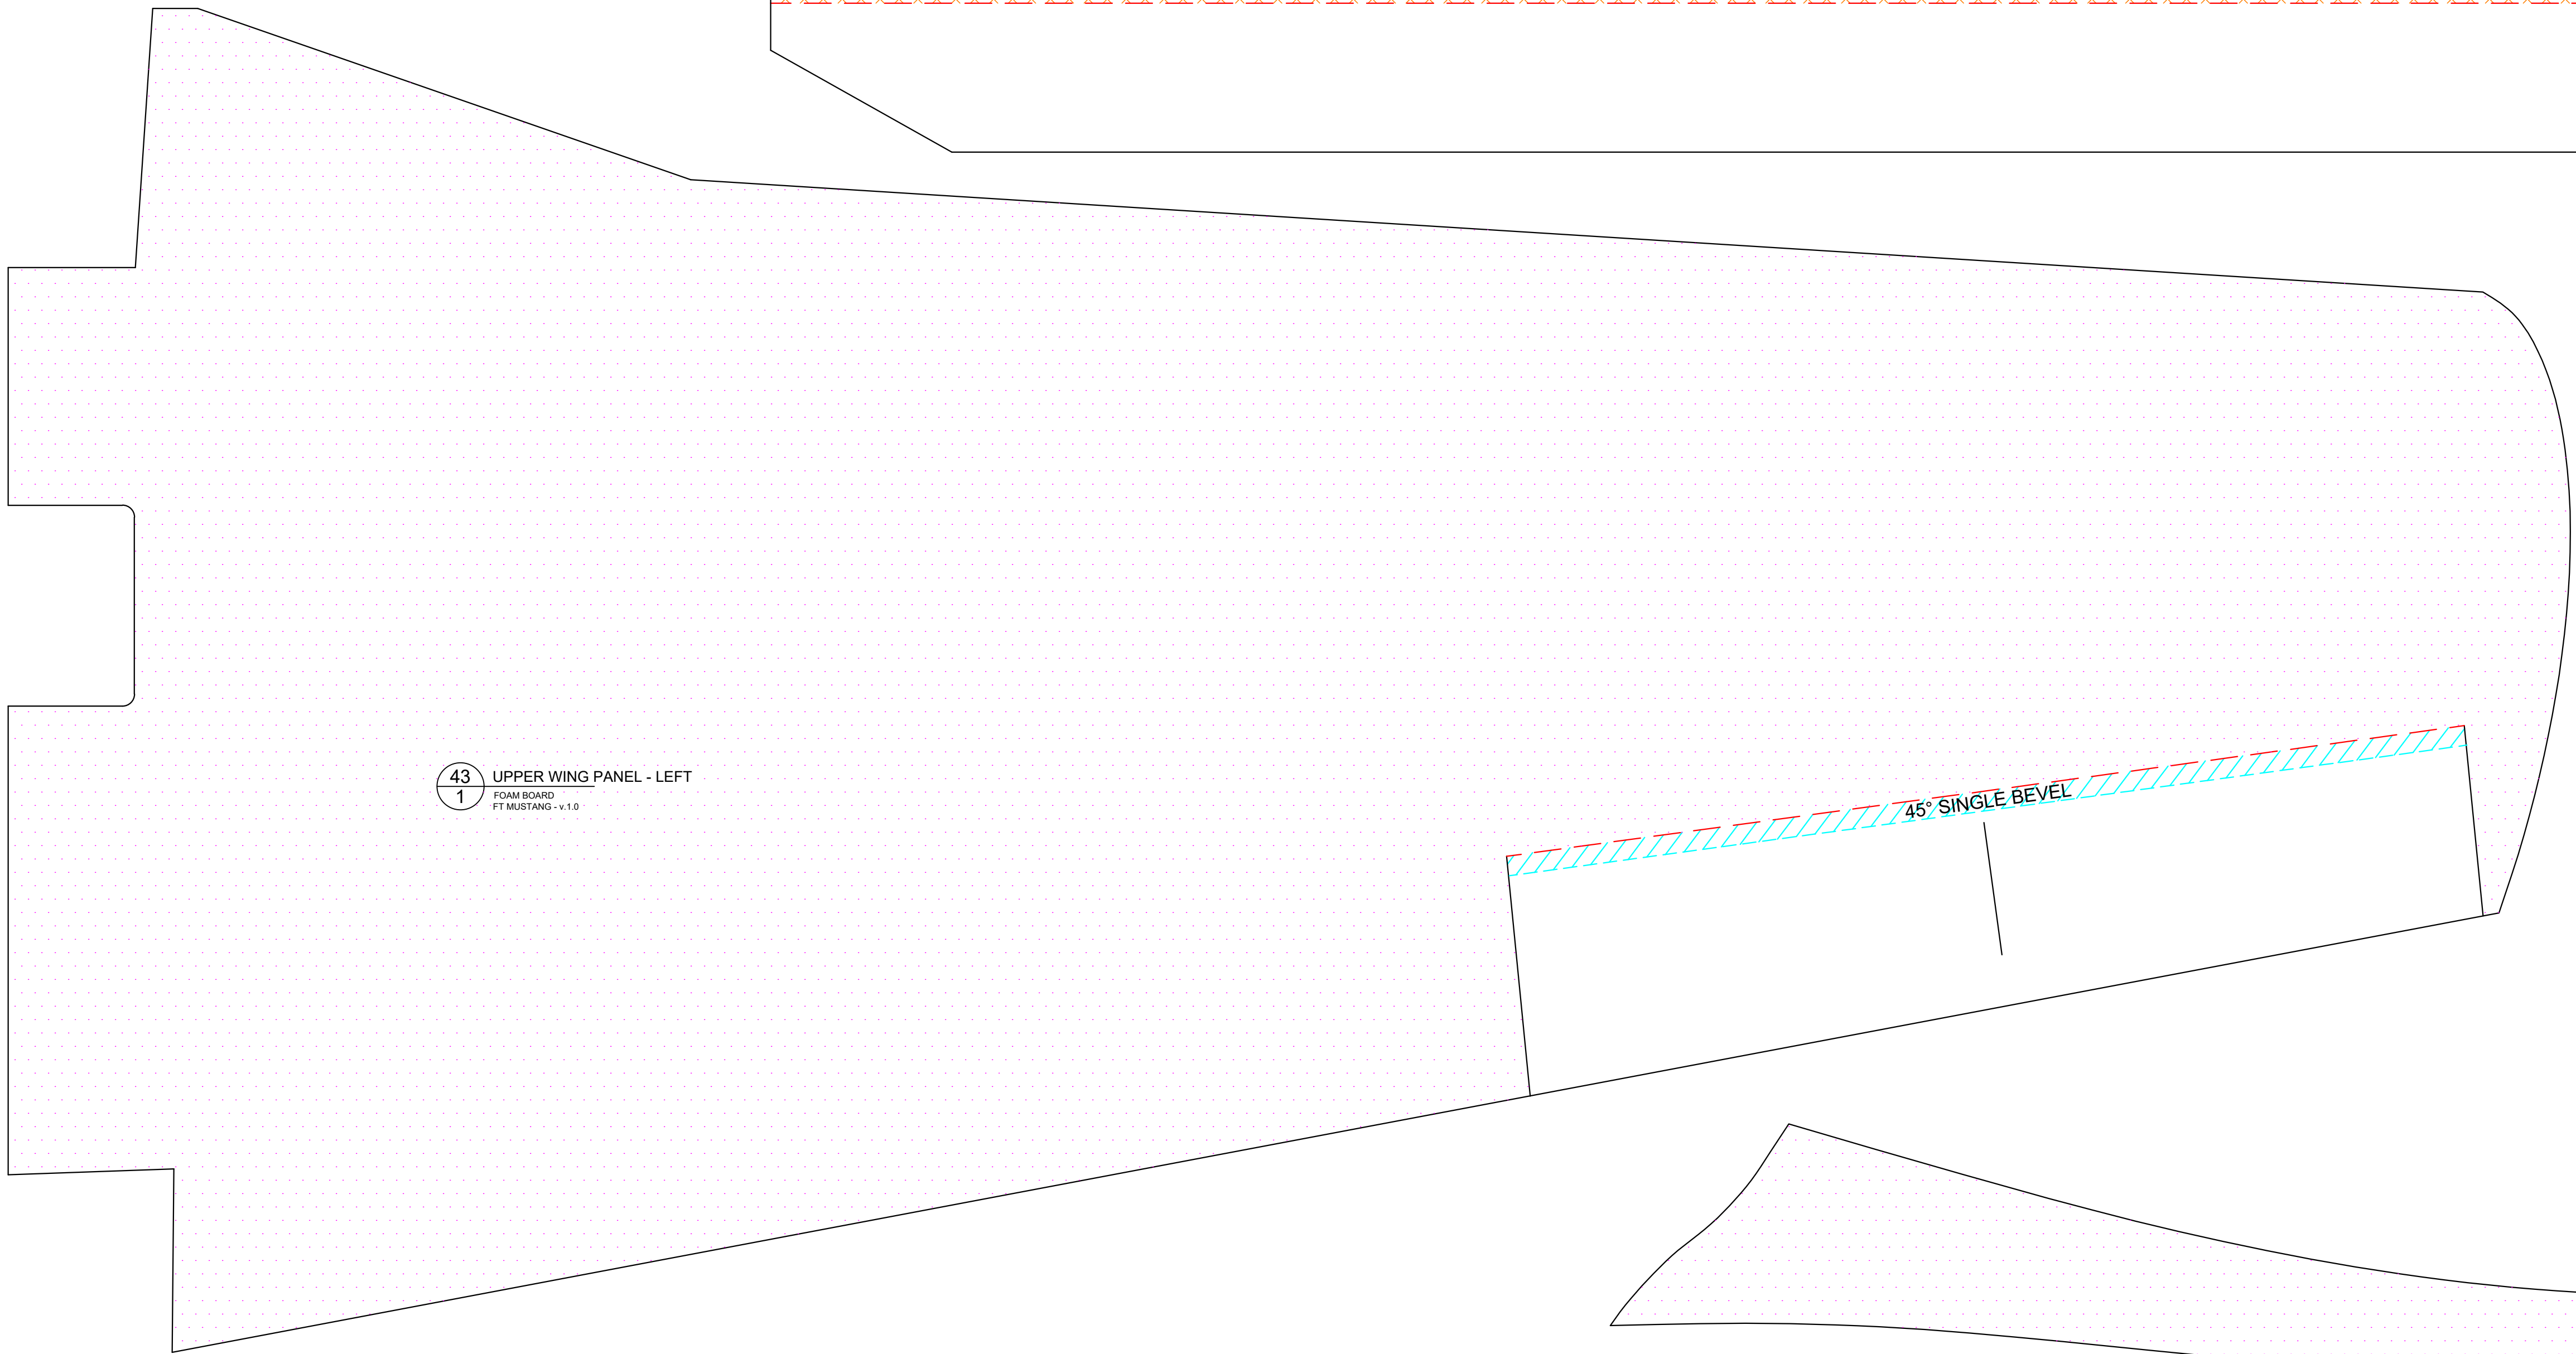 43
1
UPPER WING PANEL - LEFT
FOAM BOARD
FT MUSTANG - v.1.0
45° SINGLE BEVEL